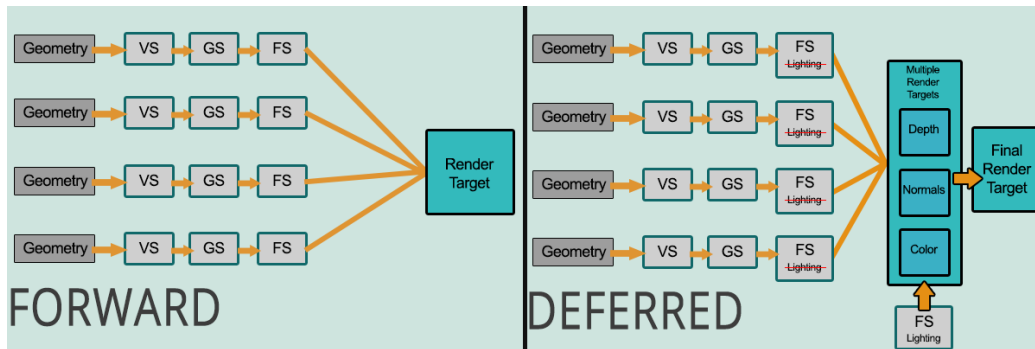 Geometry VS GS FS
Geometry VS GS FS
Geometry VS GS FS
Geometry VS GS FS
Render
Target
FORWARD
Geometry VS GS FS
Lighting
Geometry VS GS FS
Lighting
Geometry VS GS FS
Lighting
Geometry VS GS FS
Lighting
Multiple
Render
Targets
Depth
Normals
Color
Final
Render
Target
FS
Lighting
DEFERRED